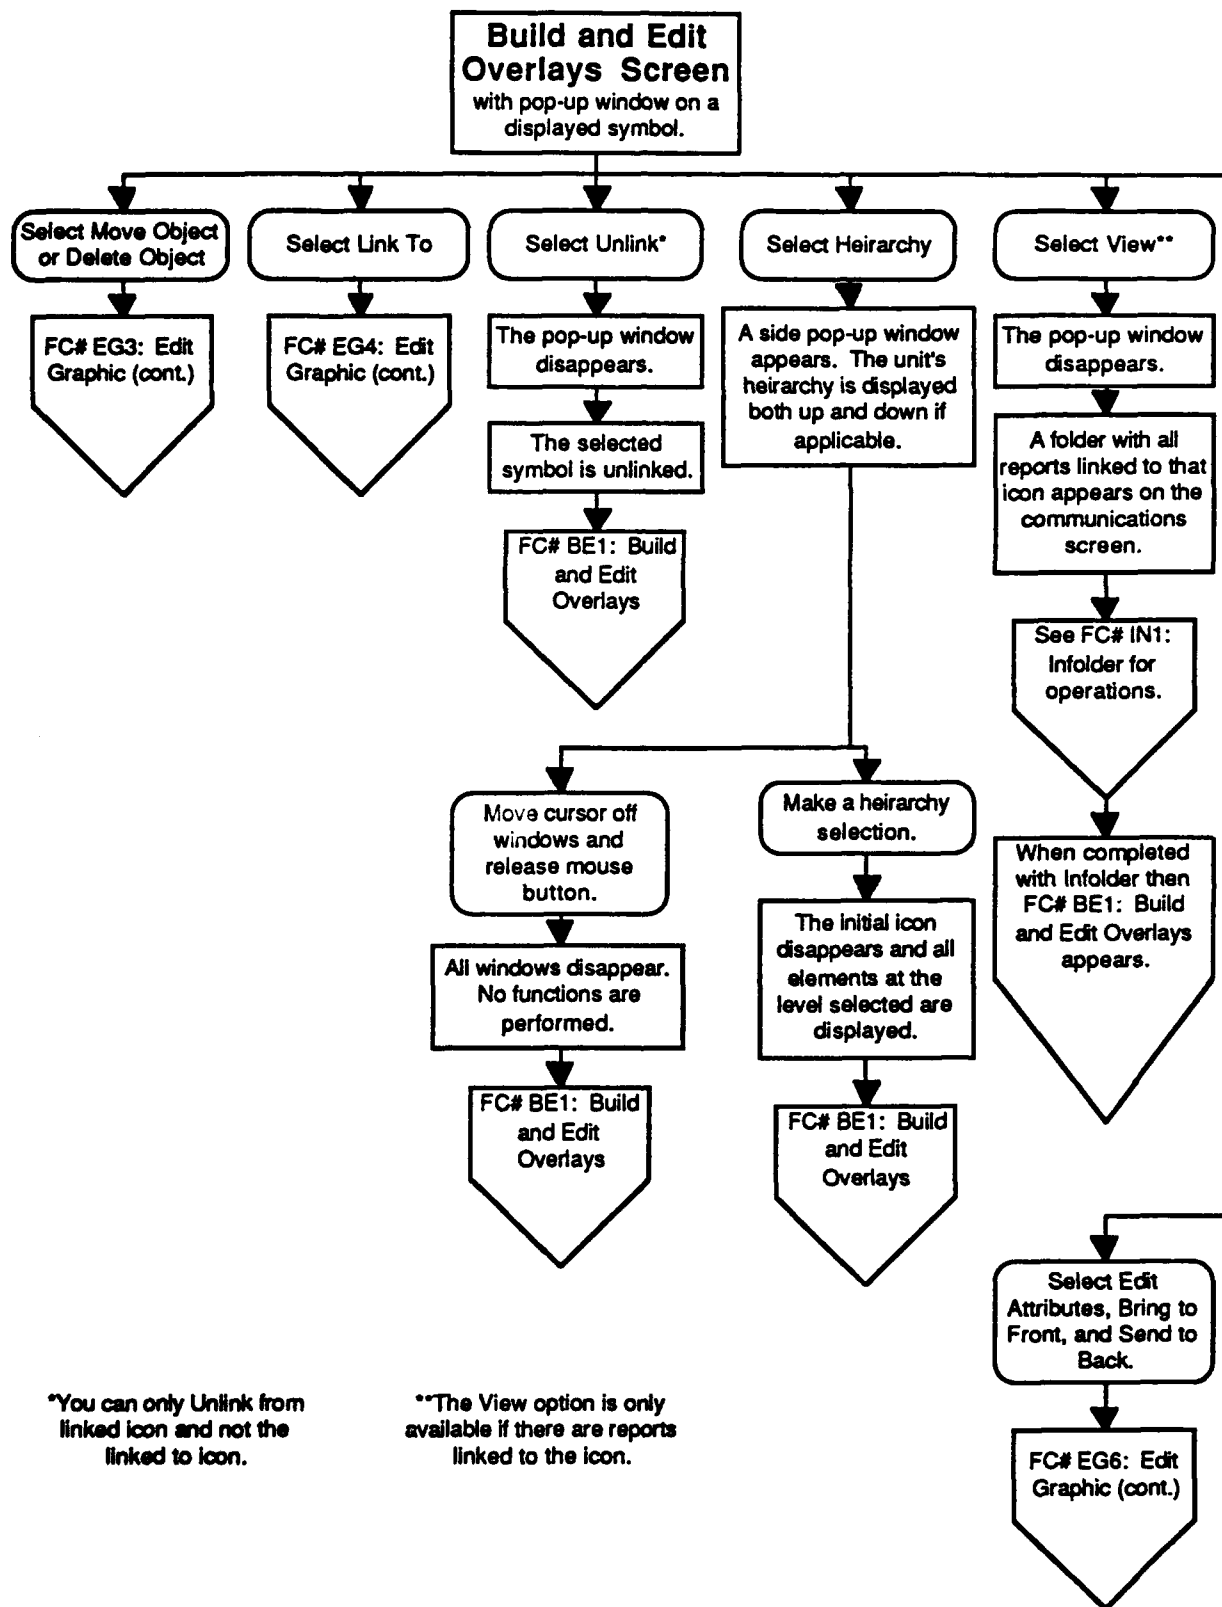 Build and Edit
Overlays Screen
with pop-up window on a
displayed symbol.
Select Move Object
or Delete Object
Select Link To
Select Unlink*
Select Heirarchy
Select View**
FC# EG3: Edit
Graphic (cont.)
FC# EG4: Edit
Graphic (cont.)
The pop-up window
disappears.
The selected
symbol is unlinked.
FC# BE1: Build
and Edit
Overlays
A side pop-up window
appears. The unit's
heirarchy is displayed
both up and down if
applicable.
The pop-up window
disappears.
A folder with all
reports linked to that
icon appears on the
communications
screen.
See FC# IN1:
Infolder for
operations.
Move cursor off
windows and
release mouse
button.
All windows disappear.
No functions are
performed.
FC# BE1: Build
and Edit
Overlays
Make a heirarchy
selection.
The initial icon
disappears and all
elements at the
level selected are
displayed.
FC# BE1: Build
and Edit
Overlays
When completed
with Infolder then
FC# BE1: Build
and Edit Overlays
appears.
Select Edit
Attributes, Bring to
Front, and Send to
Back.
FC# EG6: Edit
Graphic (cont.)
*You can only Unlink from
linked icon and not the
linked to icon.
**The View option is only
available if there are reports
linked to the icon.